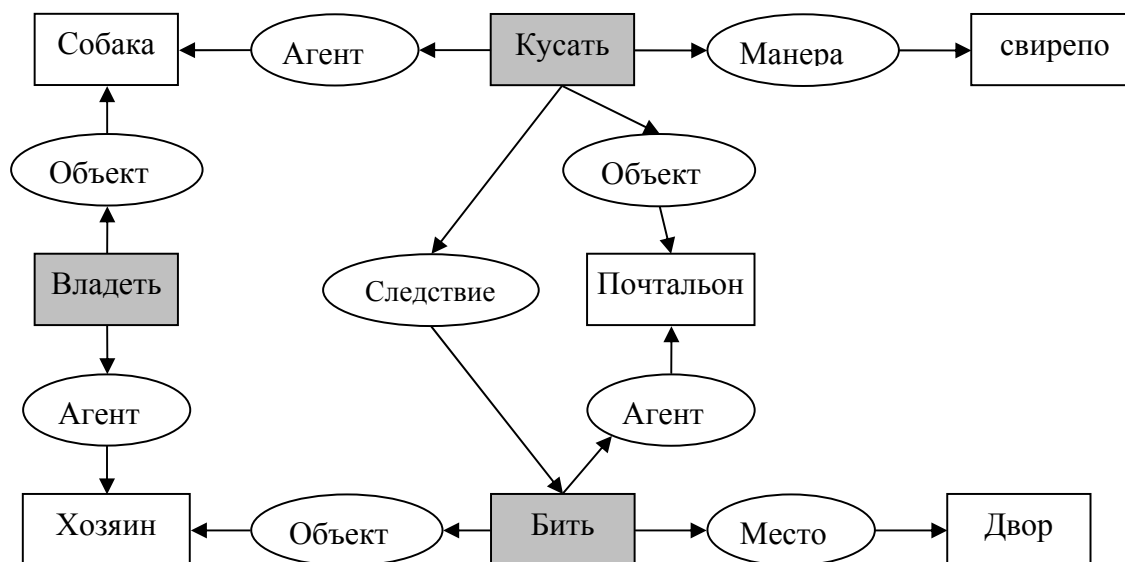 Собака
Агент
Кусать
Манера
свирепо
Объект
Объект
Владеть
Следствие
Почтальон
Агент
Агент
Хозяин
Объект
Бить
Место
Двор